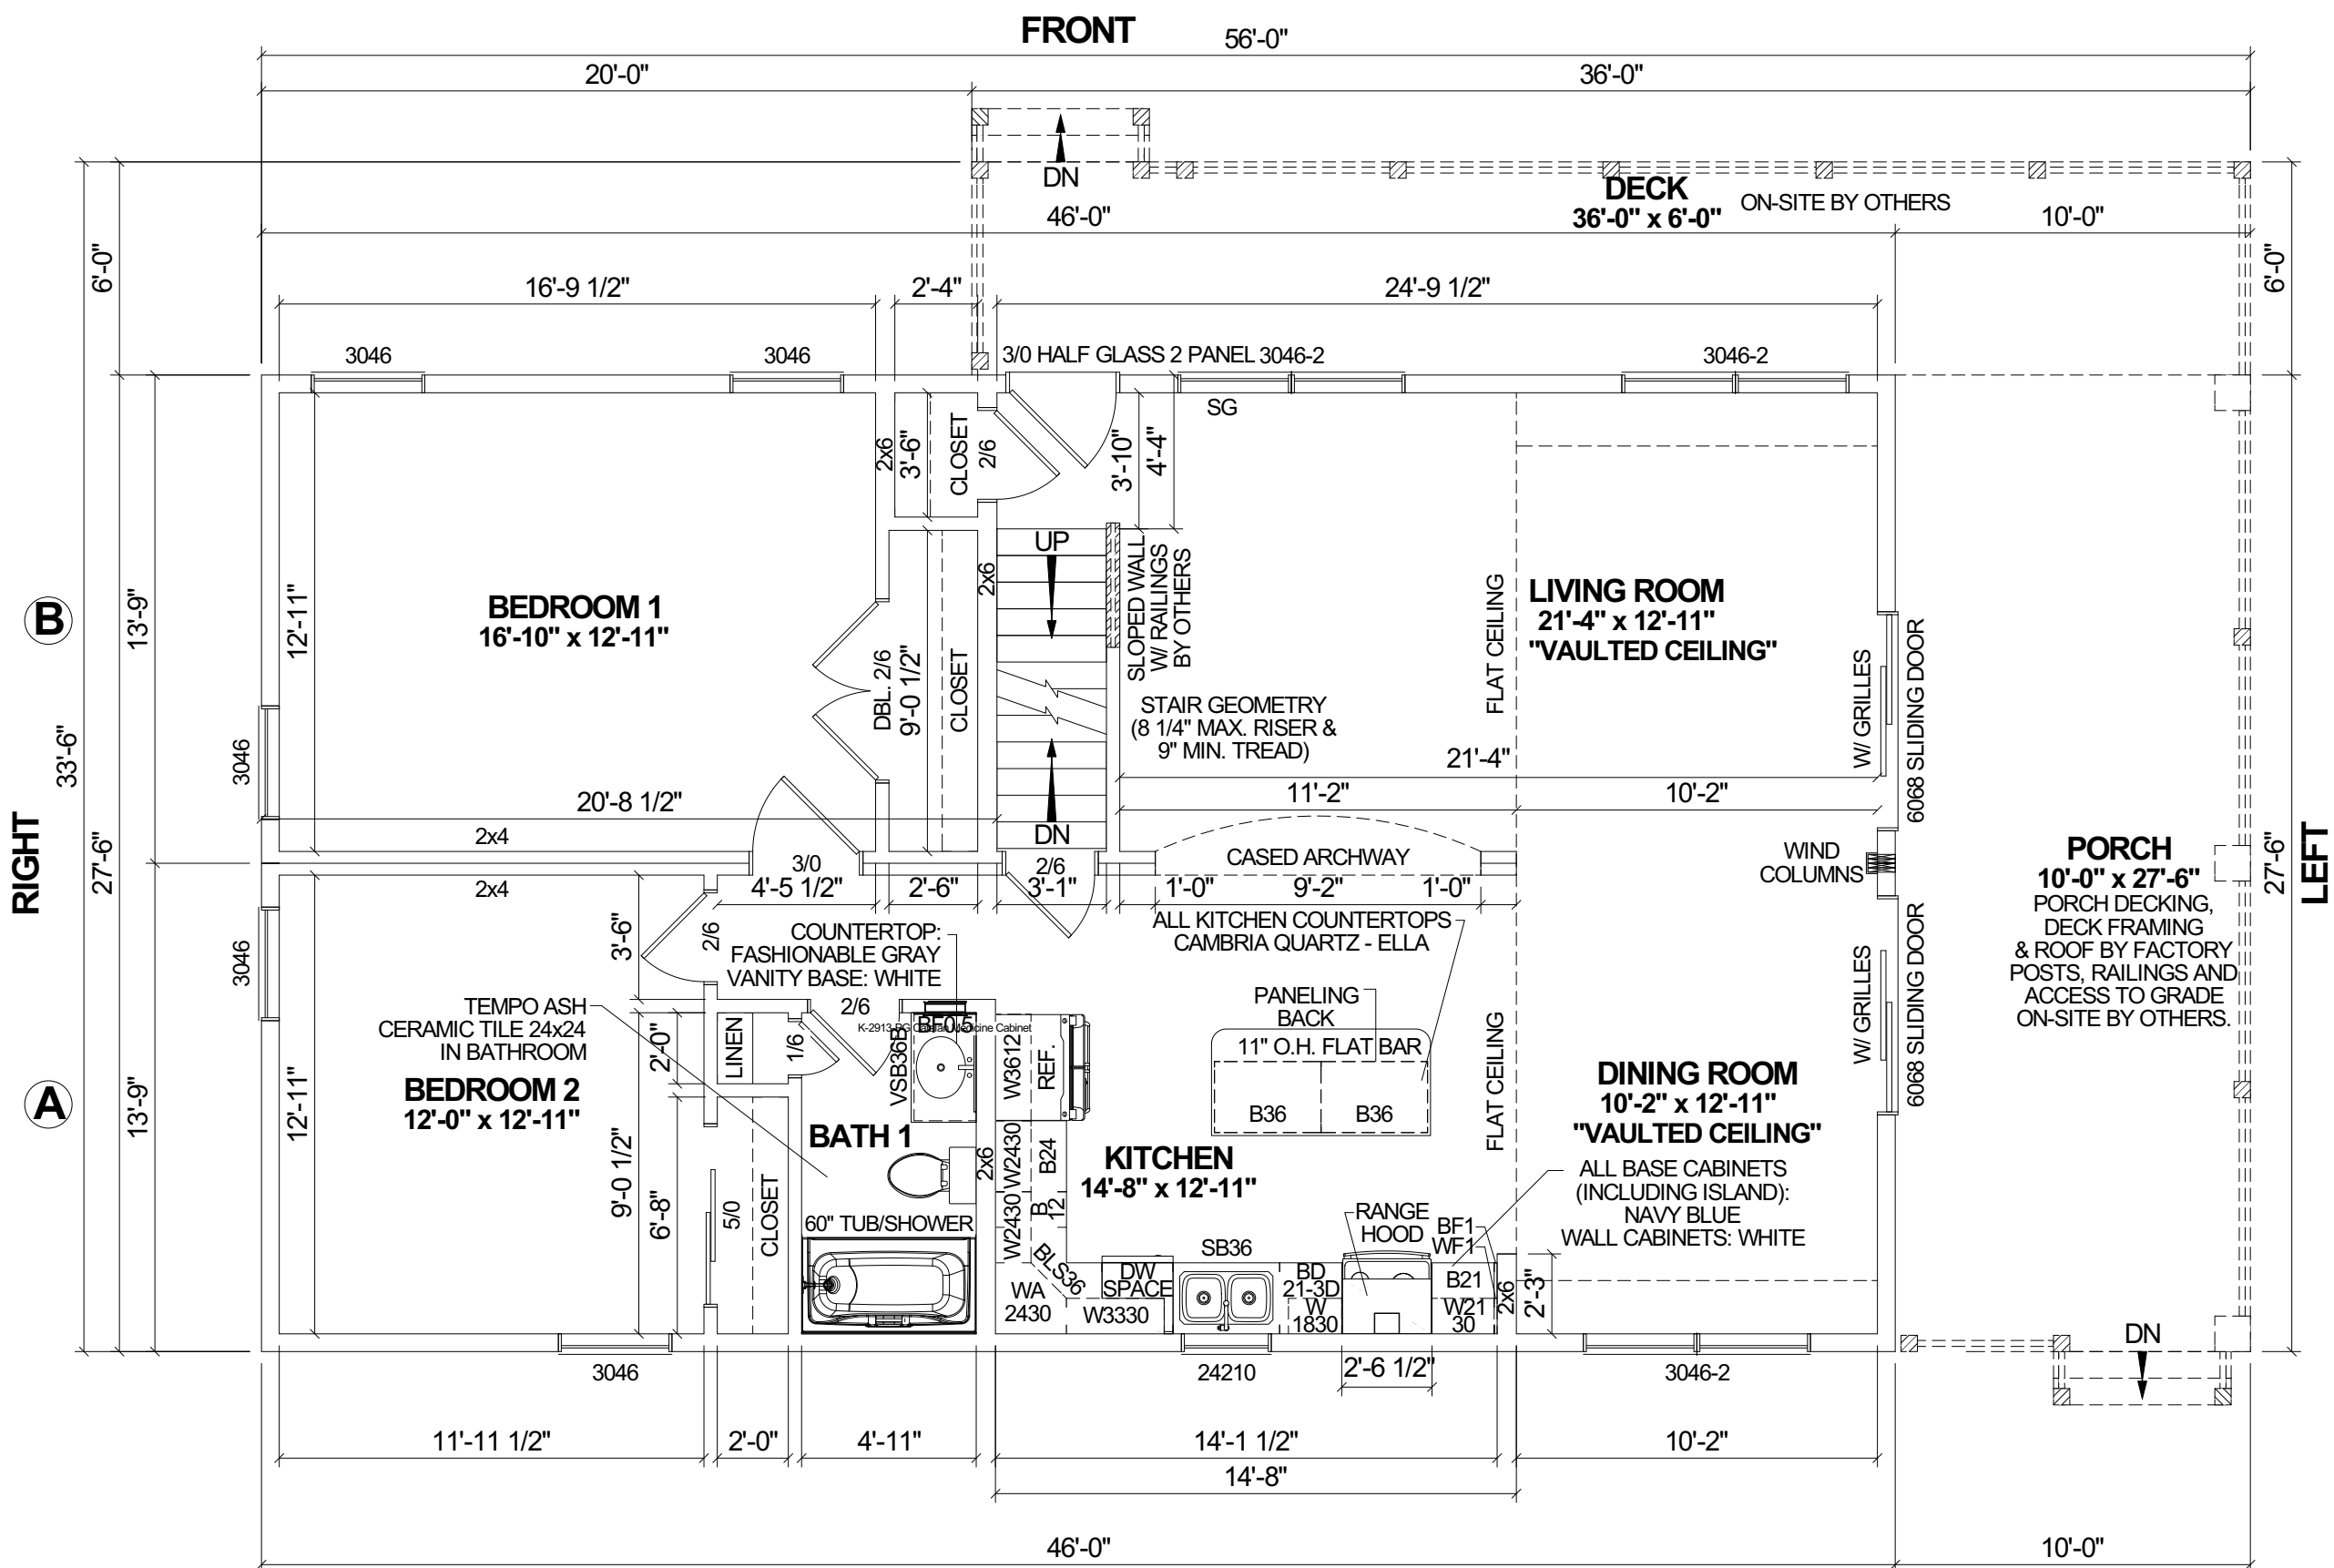 FRONT
56'-0"
20'-0"
36'-0"
DN
DECK
36'-0" x 6'-0"
ON-SITE BY OTHERS
46'-0"
10'-0"
6'-0"
6'-0"
16'-9 1/2"
2'-4"
24'-9 1/2"
3046
3046
3/0 HALF GLASS 2 PANEL
3046-2
3046-2
SG
2x6
3'-6"
CLOSET
2/6
3'-10"
4'-4"
UP
SLOPED WALL
W/ RAILINGS
BY OTHERS
2x6
BEDROOM 1
16'-10" x 12'-11"
12'-11"
B
13'-9"
33'-6"
27'-6"
RIGHT
3046
DBL. 2/6
9'-0 1/2"
CLOSET
STAIR GEOMETRY
(8 1/4" MAX. RISER &
9" MIN. TREAD)
FLAT CEILING
LIVING ROOM
21'-4" x 12'-11"
"VAULTED CEILING"
W/ GRILLES
6068 SLIDING DOOR
21'-4"
11'-2"
10'-2"
20'-8 1/2"
2x4
DN
3/0
2/6
CASED ARCHWAY
WIND
COLUMNS
PORCH
10'-0" x 27'-6"
PORCH DECKING,
DECK FRAMING
& ROOF BY FACTORY
POSTS, RAILINGS AND
ACCESS TO GRADE
ON-SITE BY OTHERS.
27'-6"
LEFT
2x4
4'-5 1/2"
2'-6"
3'-1"
1'-0"
9'-2"
1'-0"
3046
3'-6"
2/6
COUNTERTOP:
FASHIONABLE GRAY
VANITY BASE: WHITE
ALL KITCHEN COUNTERTOPS
CAMBRIA QUARTZ - ELLA
W/ GRILLES
6068 SLIDING DOOR
TEMPO ASH
CERAMIC TILE 24x24
IN BATHROOM
2/6
BF0.5
K-2913-PG Catalan Medicine Cabinet
PANELING
BACK
11" O.H. FLAT BAR
B36
B36
FLAT CEILING
A
13'-9"
12'-11"
BEDROOM 2
12'-0" x 12'-11"
2'-0"
LINEN
1/6
VSB36B
W3612
REF.
DINING ROOM
10'-2" x 12'-11"
"VAULTED CEILING"
BATH 1
2x6
W2430
B24
KITCHEN
14'-8" x 12'-11"
ALL BASE CABINETS
(INCLUDING ISLAND):
NAVY BLUE
WALL CABINETS: WHITE
9'-0 1/2"
6'-8"
5/0
CLOSET
60" TUB/SHOWER
W2430
B
12
RANGE
HOOD
BF1
WF1
BLS36
DW
SPACE
SB36
BD
21-3D
B21
WA
2430
W3330
W
1830
W21
30
2x6
2'-3"
DN
3046
24210
2'-6 1/2"
3046-2
11'-11 1/2"
2'-0"
4'-11"
14'-1 1/2"
10'-2"
14'-8"
46'-0"
10'-0"